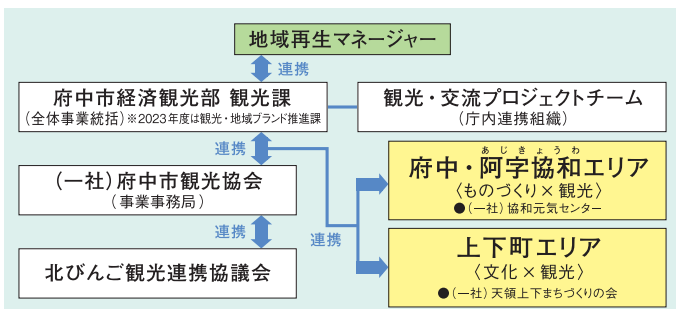 地域再生マネージャー
連携
府中市経済観光部 観光課
(全体事業統括)※2023年度は観光・地域ブランド推進課
観光・交流プロジェクトチーム
(庁内連携組織)
連携
(一社)府中市観光協会
(事業事務局)
連携
北びんご観光連携協議会
連携
あじきょうわ
府中・阿字協和エリア
〈ものづくり×観光〉
●(一社)協和元気センター
上下町エリア
〈文化×観光〉
●(一社)天領上下まちづくりの会